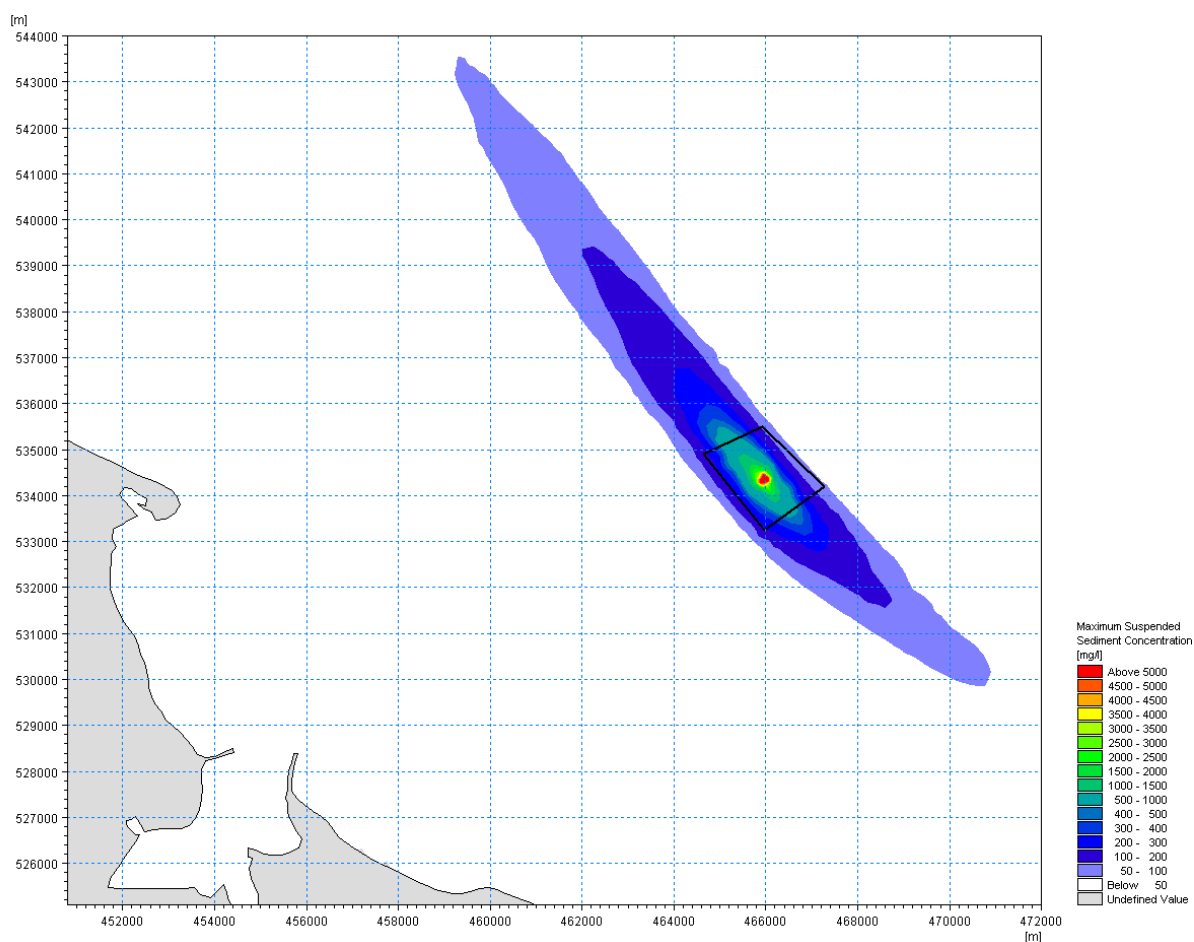 [m]
544000
543000
542000
541000
540000
539000
538000
537000
536000
535000
534000
533000
532000
531000
530000
529000
528000
527000
526000
452000 454000 456000 458000 460000 462000 464000 466000 468000 470000 472000
[m]
Maximum Suspended
Sediment Concentration
[mg/l]
Above 5000
4500 - 5000
4000 - 4500
3500 - 4000
3000 - 3500
2500 - 3000
2000 - 2500
1500 - 2000
1000 - 1500
500 - 1000
400 - 500
300 - 400
200 - 300
100 - 200
50 - 100
Below 50
Undefined Value